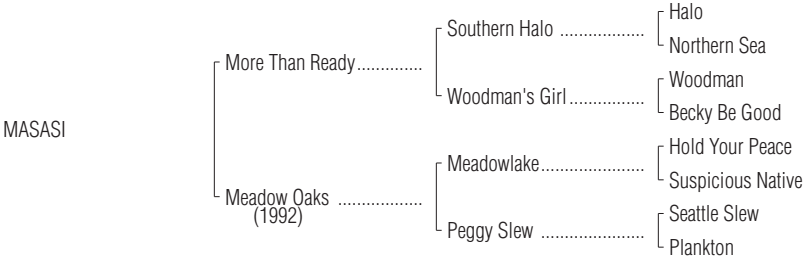 Halo
Southern Halo ..................
Northern Sea
More Than Ready..............
Woodman
Woodman's Girl ................
Becky Be Good
MASASI
Hold Your Peace
Meadowlake......................
Suspicious Native
Meadow Oaks ..................
(1992)
Seattle Slew
Peggy Slew ......................
Plankton